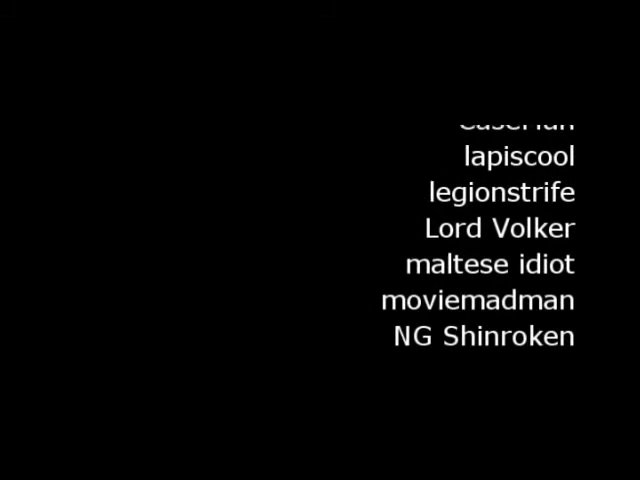 lapiscool
legionstrife
Lord Volker
maltese idiot
moviemadman
NG Shinroken